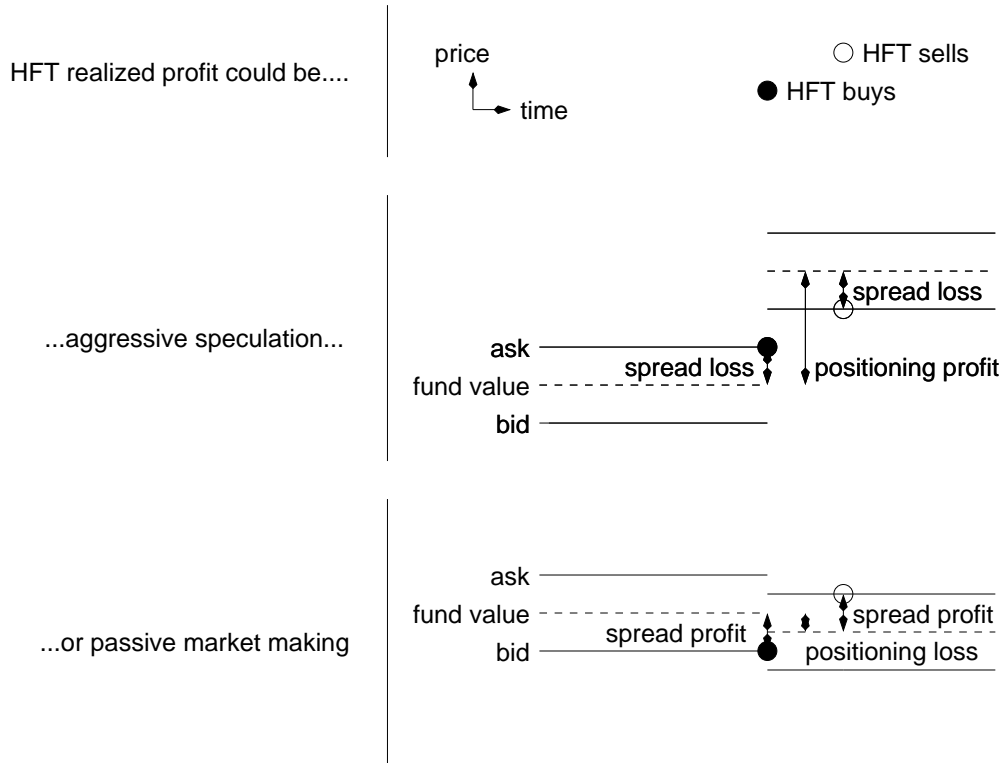 HFT realized profit could be....
price
time
HFT sells
HFT buys
...aggressive speculation...
spread loss
ask
spread loss
positioning profit
fund value
bid
...or passive market making
ask
fund value
spread profit
spread profit
bid
positioning loss